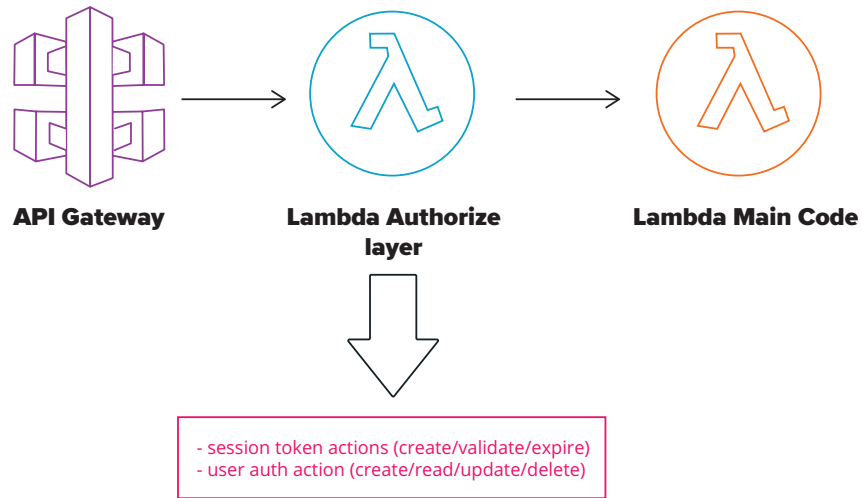 API Gateway
Lambda Authorize
layer
Lambda Main Code
- session token actions (create/validate/expire)
- user auth action (create/read/update/delete)